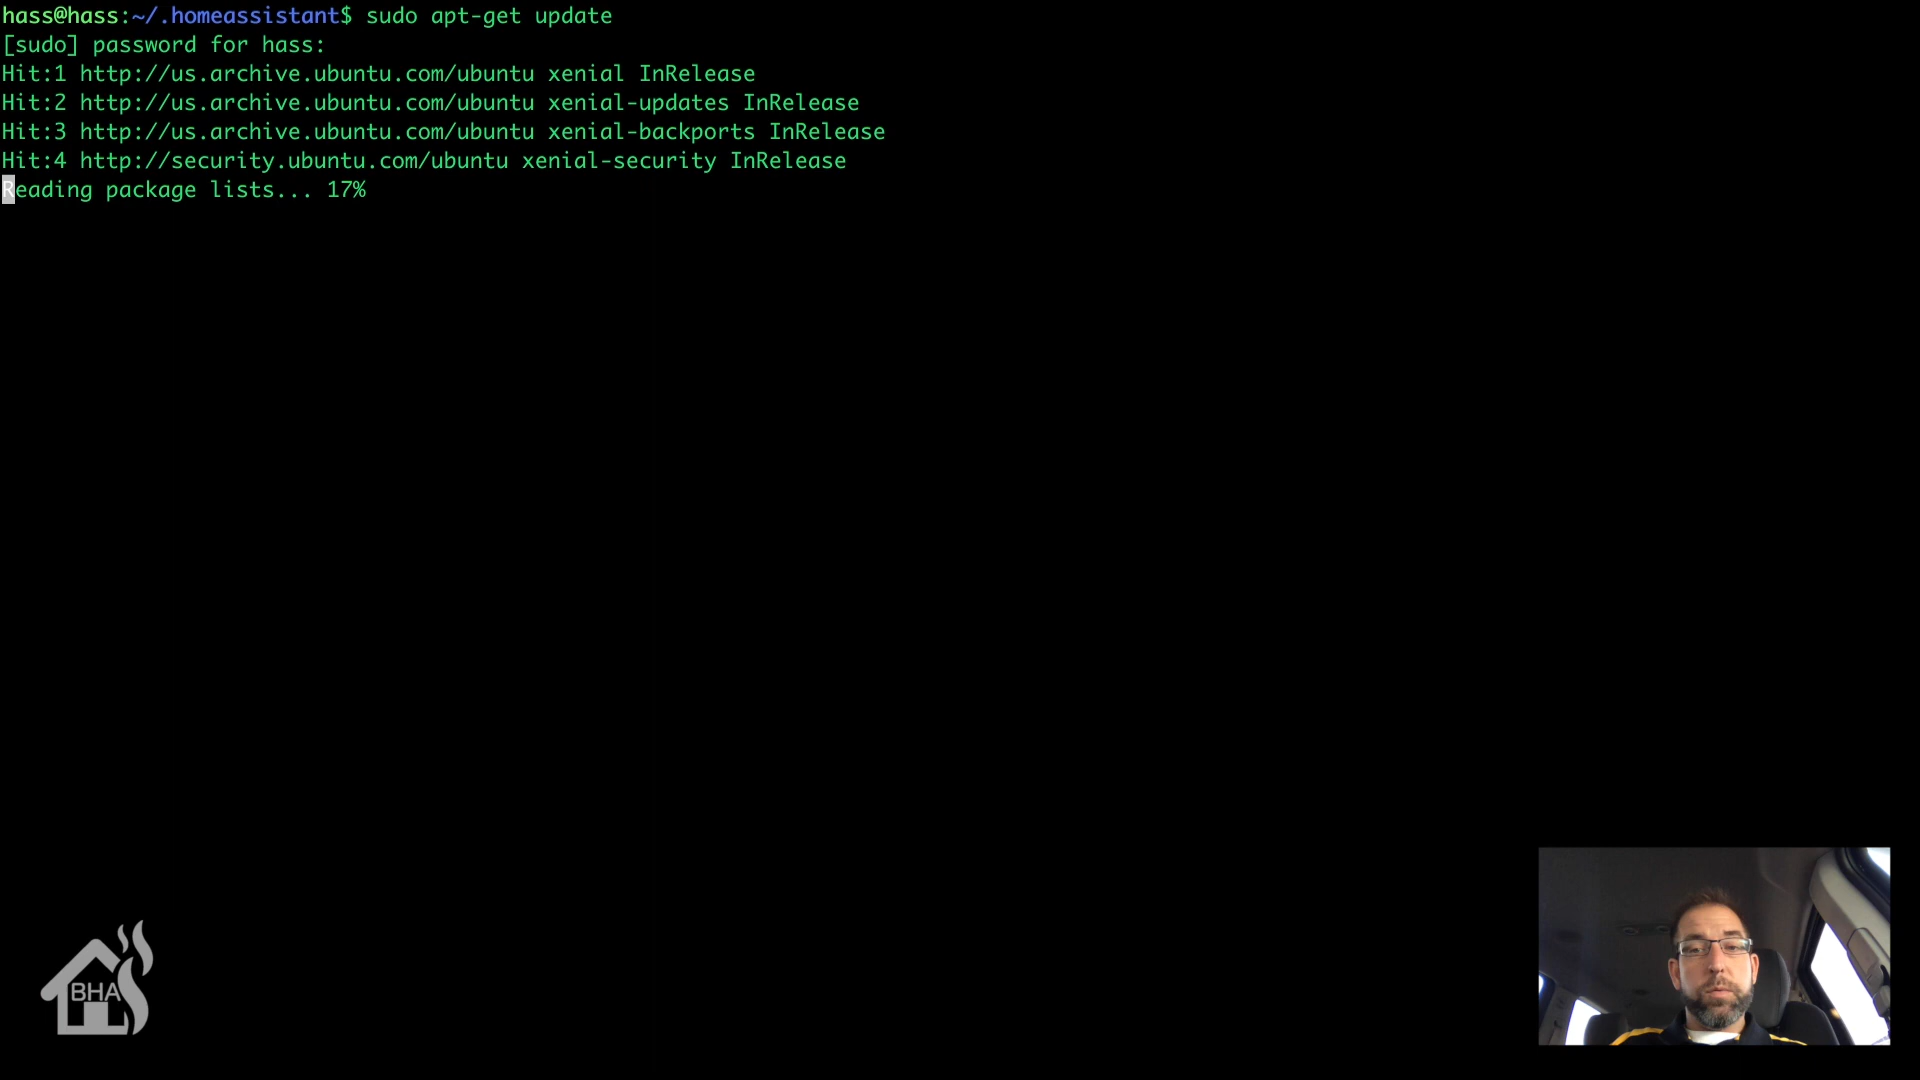 hass@hass:~/.homeassistant$ sudo apt-get update
[sudo] password for hass:
Hit:1 http://us.archive.ubuntu.com/ubuntu xenial InRelease
Hit:2 http://us.archive.ubuntu.com/ubuntu xenial-updates InRelease
Hit:3 http://us.archive.ubuntu.com/ubuntu xenial-backports InRelease
Hit:4 http://security.ubuntu.com/ubuntu xenial-security InRelease
Reading package lists... 17%
BHA